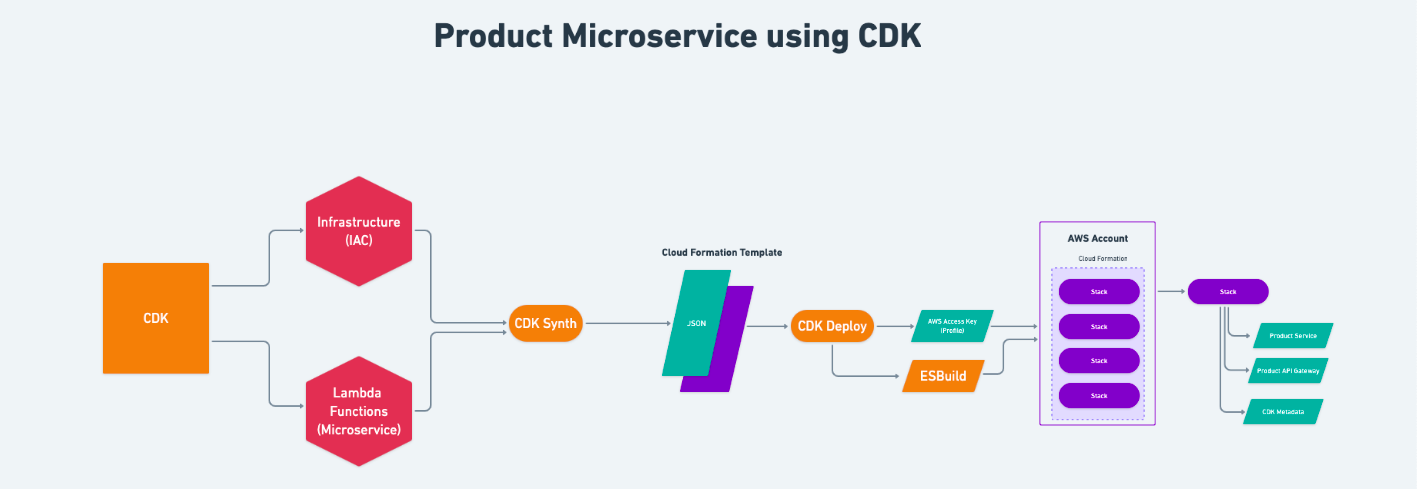 Product Microservice using CDK
CDK
Infrastructure
(IAC)
Lambda
Functions
(Microservice)
CDK Synth
Cloud Formation Template
JSON
CDK Deploy
AWS Access Key
(Profile)
ESBuild
AWS Account
Cloud Formation
Stack
Stack
Stack
Stack
Stack
Product Service
Product API Gateway
CDK Metadata